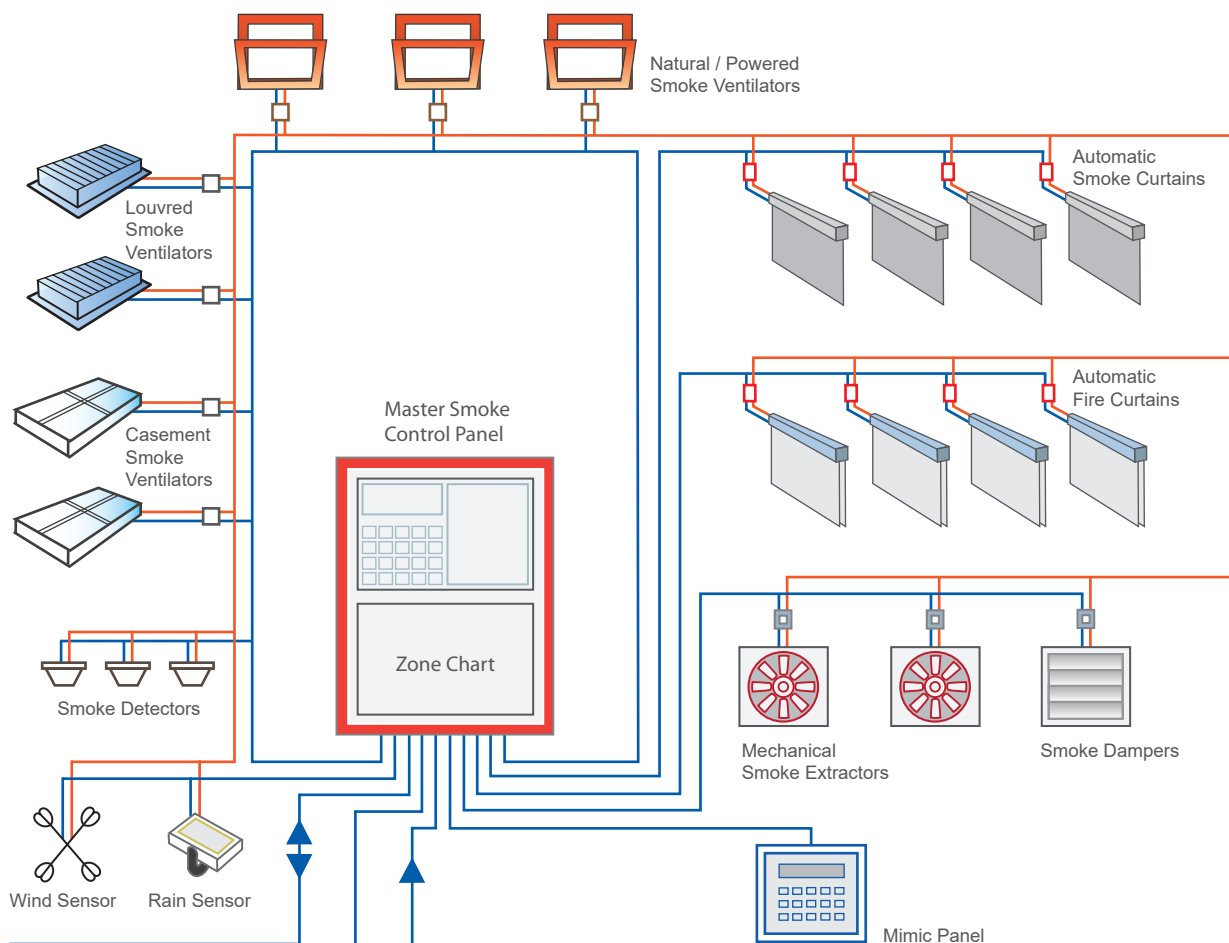 Natural / Powered
Smoke Ventilators
Automatic
Smoke Curtains
Louvred
Smoke
Ventilators
Automatic
Fire Curtains
Master Smoke
Control Panel
Casement
Smoke
Ventilators
Zone Chart
Smoke Detectors
Mechanical
Smoke Extractors
Smoke Dampers
Wind Sensor
Rain Sensor
Mimic Panel